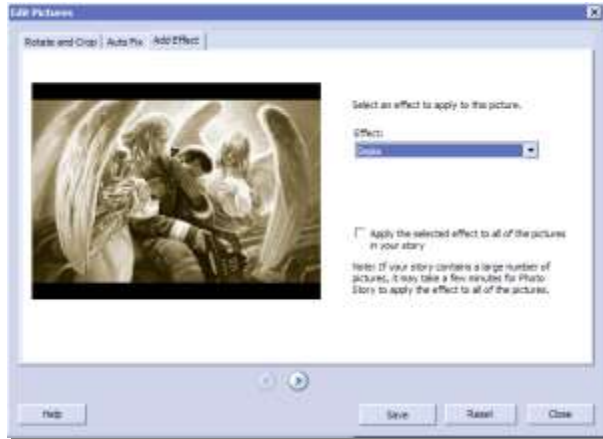 Edit Pictures
Rotate and Crop
Auto Fix
Add Effect
Select an effect to apply to this picture.
Effect:
Sepia
Apply the selected effect to all of the pictures
in your story
Note: If your story contains a large number of
pictures, it may take a few minutes for Photo
Story to apply the effect to all of the pictures.
Help
Save
Reset
Close